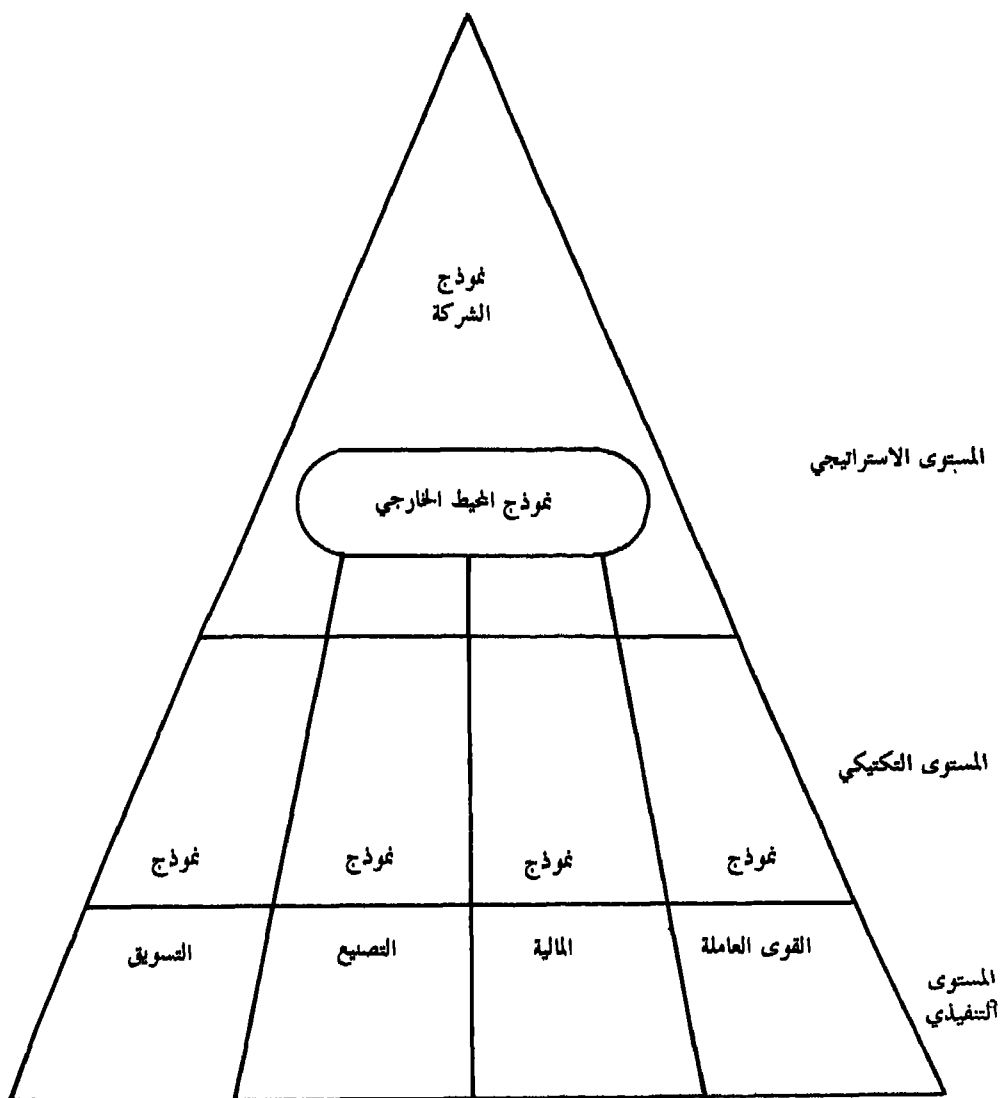 نموذج
الشركة
المستوى الاستراتيجي
نموذج المحيط الخارجي
المستوى التكتيكي
نموذج
نموذج
نموذج
نموذج
القوى العاملة
المالية
التصنيع
التسويق
المستوى
التنفيذي